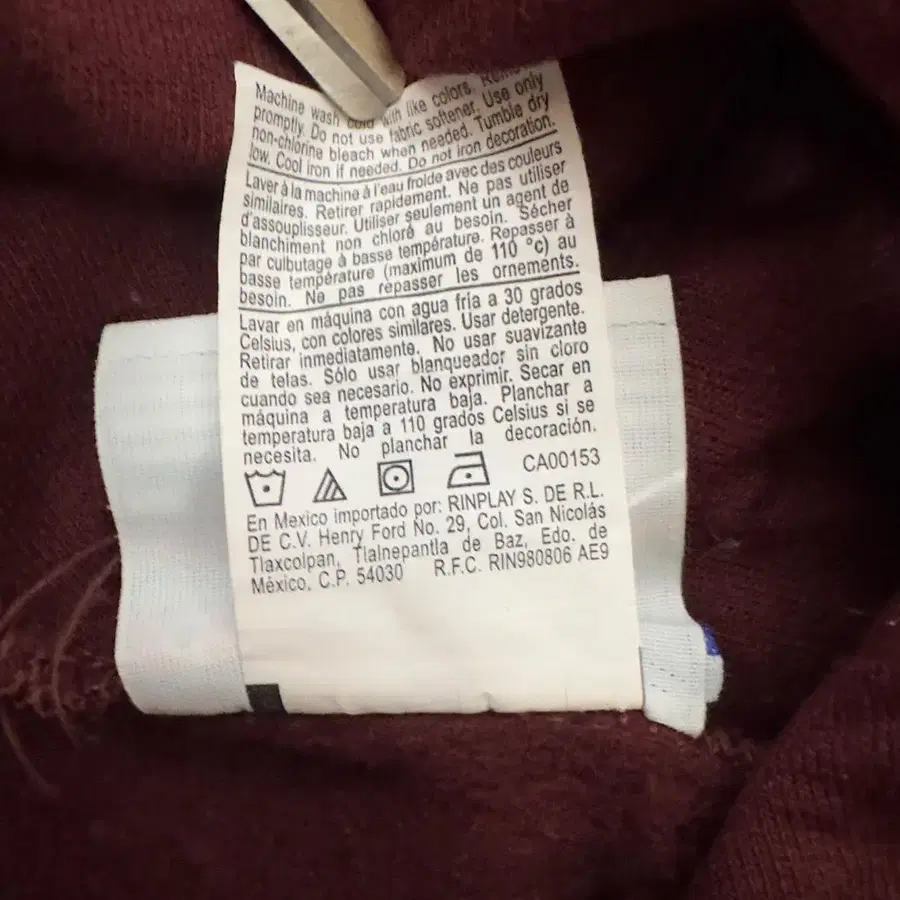 Machine wash cold with like colors.
promptly. Do not use fabric softener. Use only
non-chlorine bleach when needed. Tumble dry
low. Cool iron if needed. Do not iron decoration.
Laver à la machine à l'eau froide avec des couleurs
similaires. Retirer rapidement. Ne pas utiliser
d'assouplisseur. Utiliser seulement un agent de
blanchiment non chloré au besoin. Sécher
par culbutage à basse température. Repasser à
basse température (maximum de 110 °c) au
besoin. Ne pas repasser les ornements.
Lavar en máquina con agua fría a 30 grados
Celsius, con colores similares. Usar detergente.
Retirar inmediatamente. No usar suavizante
de telas. Sólo usar blanqueador sin cloro
cuando sea necesario. No exprimir. Secar en
máquina a temperatura baja. Planchar a
temperatura baja a 110 grados Celsius si se
necesita. No planchar la decoración.
CA00153
En Mexico importado por: RINPLAY S. DE R.L.
DE C.V. Henry Ford No. 29, Col. San Nicolás
Tlaxcolpan, Tlalnepantla de Baz, Edo. de
México, C.P. 54030 R.F.C. RIN980806 AE9